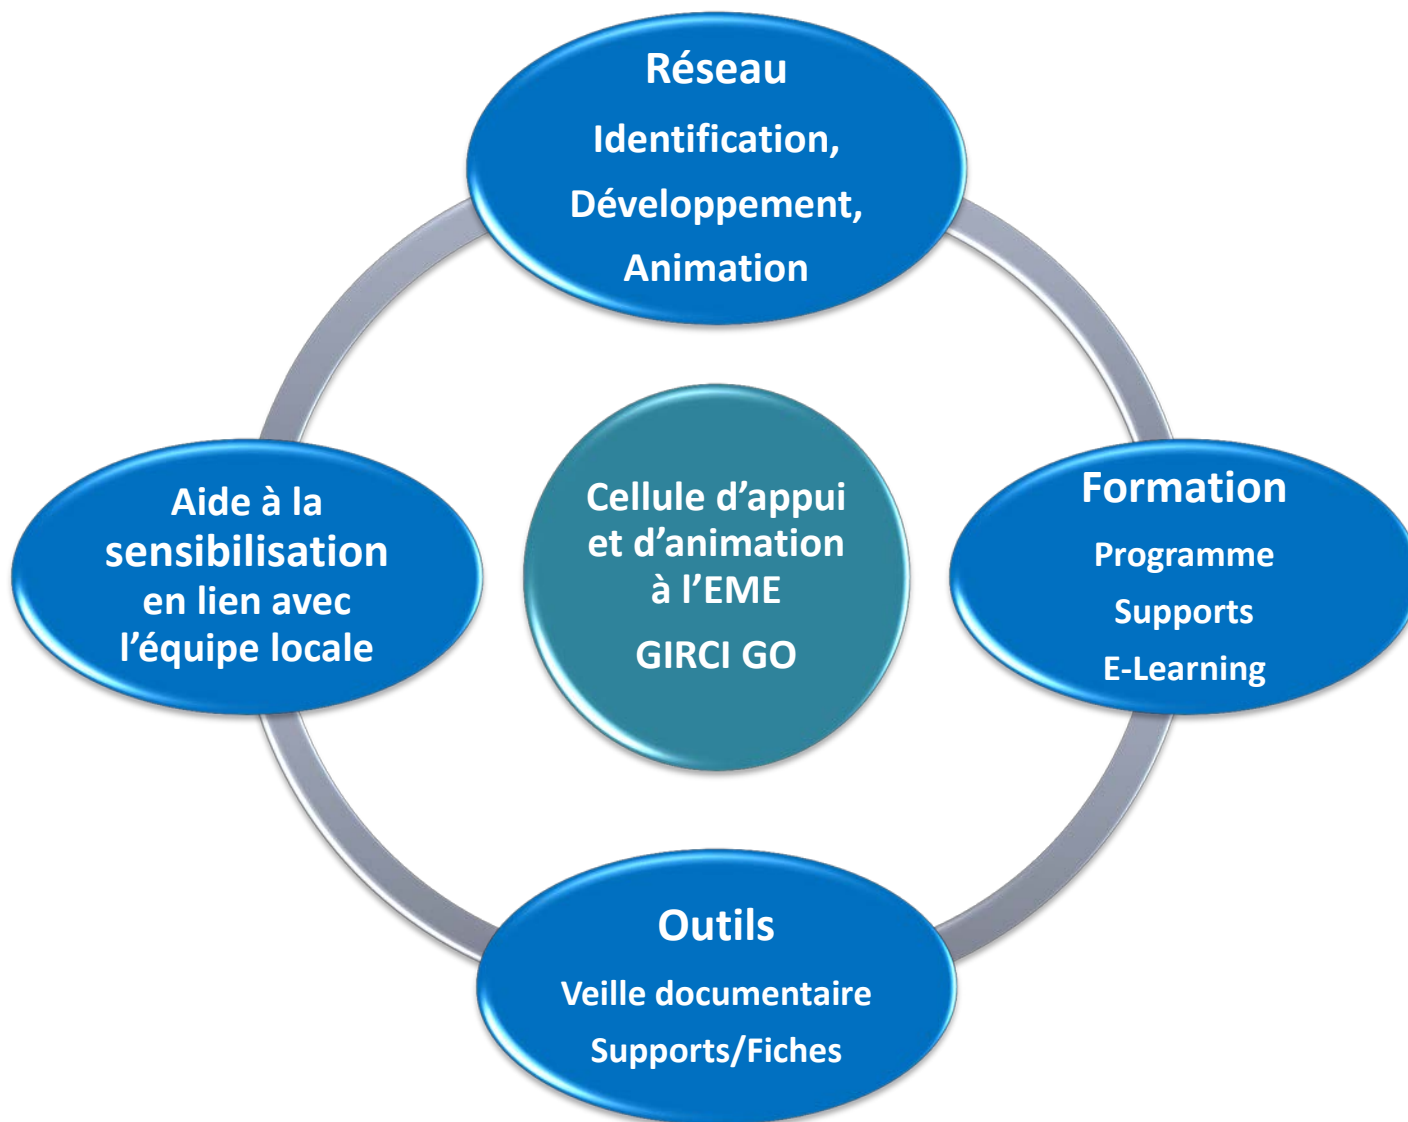 Réseau
Identification,
Développement,
Animation
Aide à la
sensibilisation
en lien avec
l’équipe locale
Cellule d’appui
et d’animation
à l’EME
GIRCI GO
Formation
Programme
Supports
E-Learning
Outils
Veille documentaire
Supports/Fiches